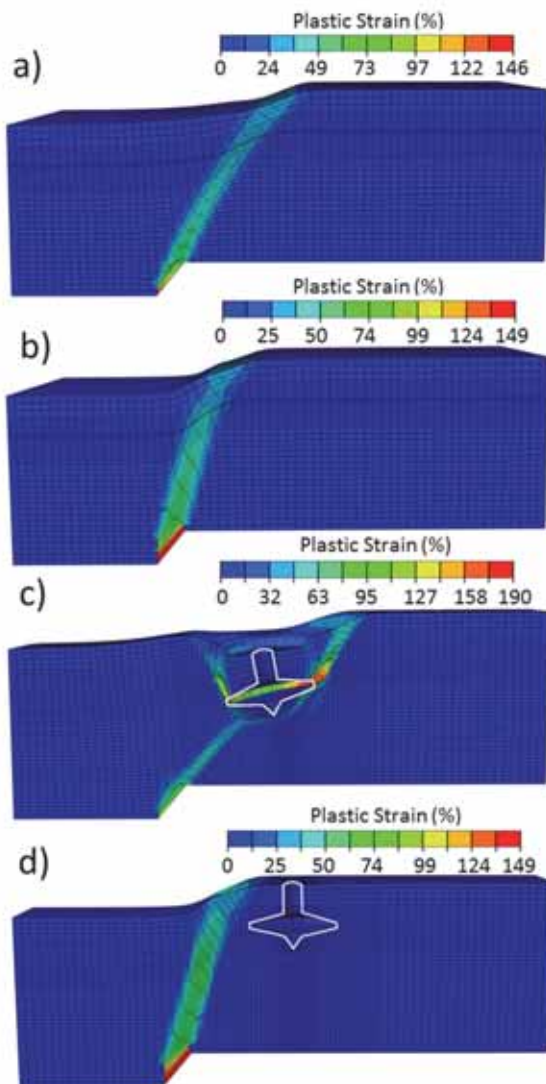 Plastic Strain (%)
a)
0 24 49 73 97 122 146
Plastic Strain (%)
b)
0 25 50 74 99 124 149
Plastic Strain (%)
c)
0 32 63 95 127 158 190
Plastic Strain (%)
d)
0 25 50 74 99 124 149